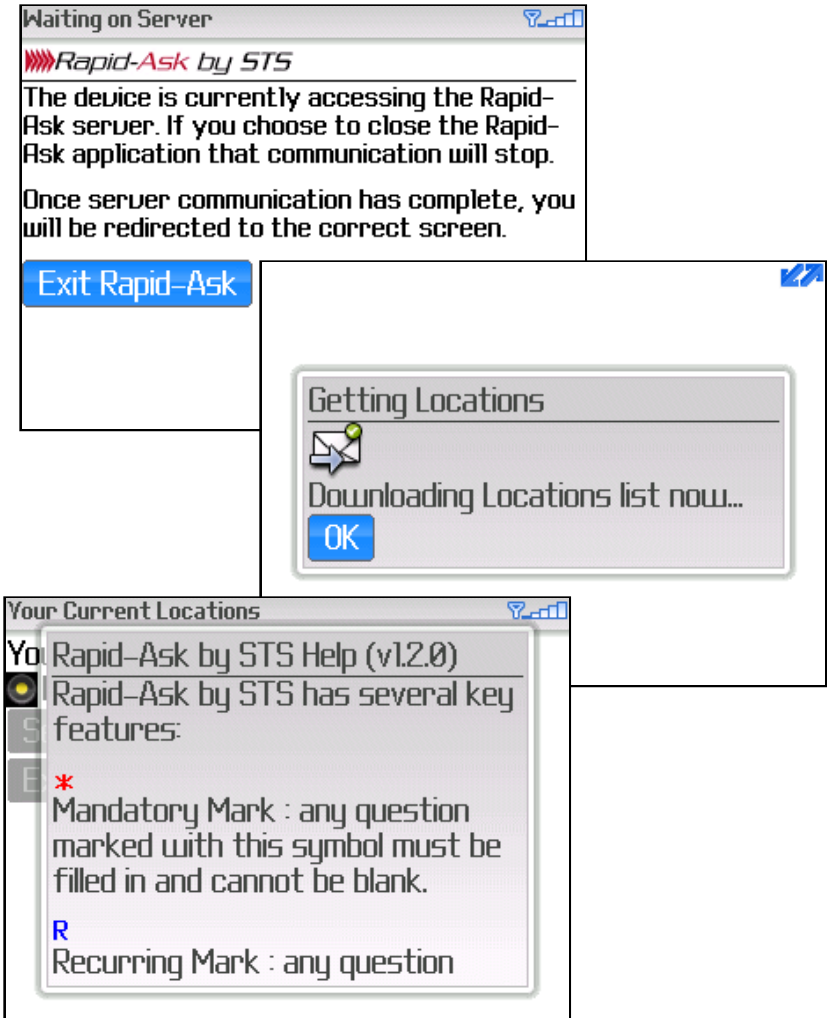 Waiting on Server
Rapid-Ask by STS
The device is currently accessing the Rapid-
Ask server. If you choose to close the Rapid-
Ask application that communication will stop.
Once server communication has complete, you
will be redirected to the correct screen.
Exit Rapid-Ask
Getting Locations
Downloading Locations list now...
OK
Your Current Locations
Yo
Rapid-Ask by STS Help (v1.2.0)
Rapid-Ask by STS has several key
features:
*
Mandatory Mark : any question
marked with this symbol must be
filled in and cannot be blank.
R
Recurring Mark : any question